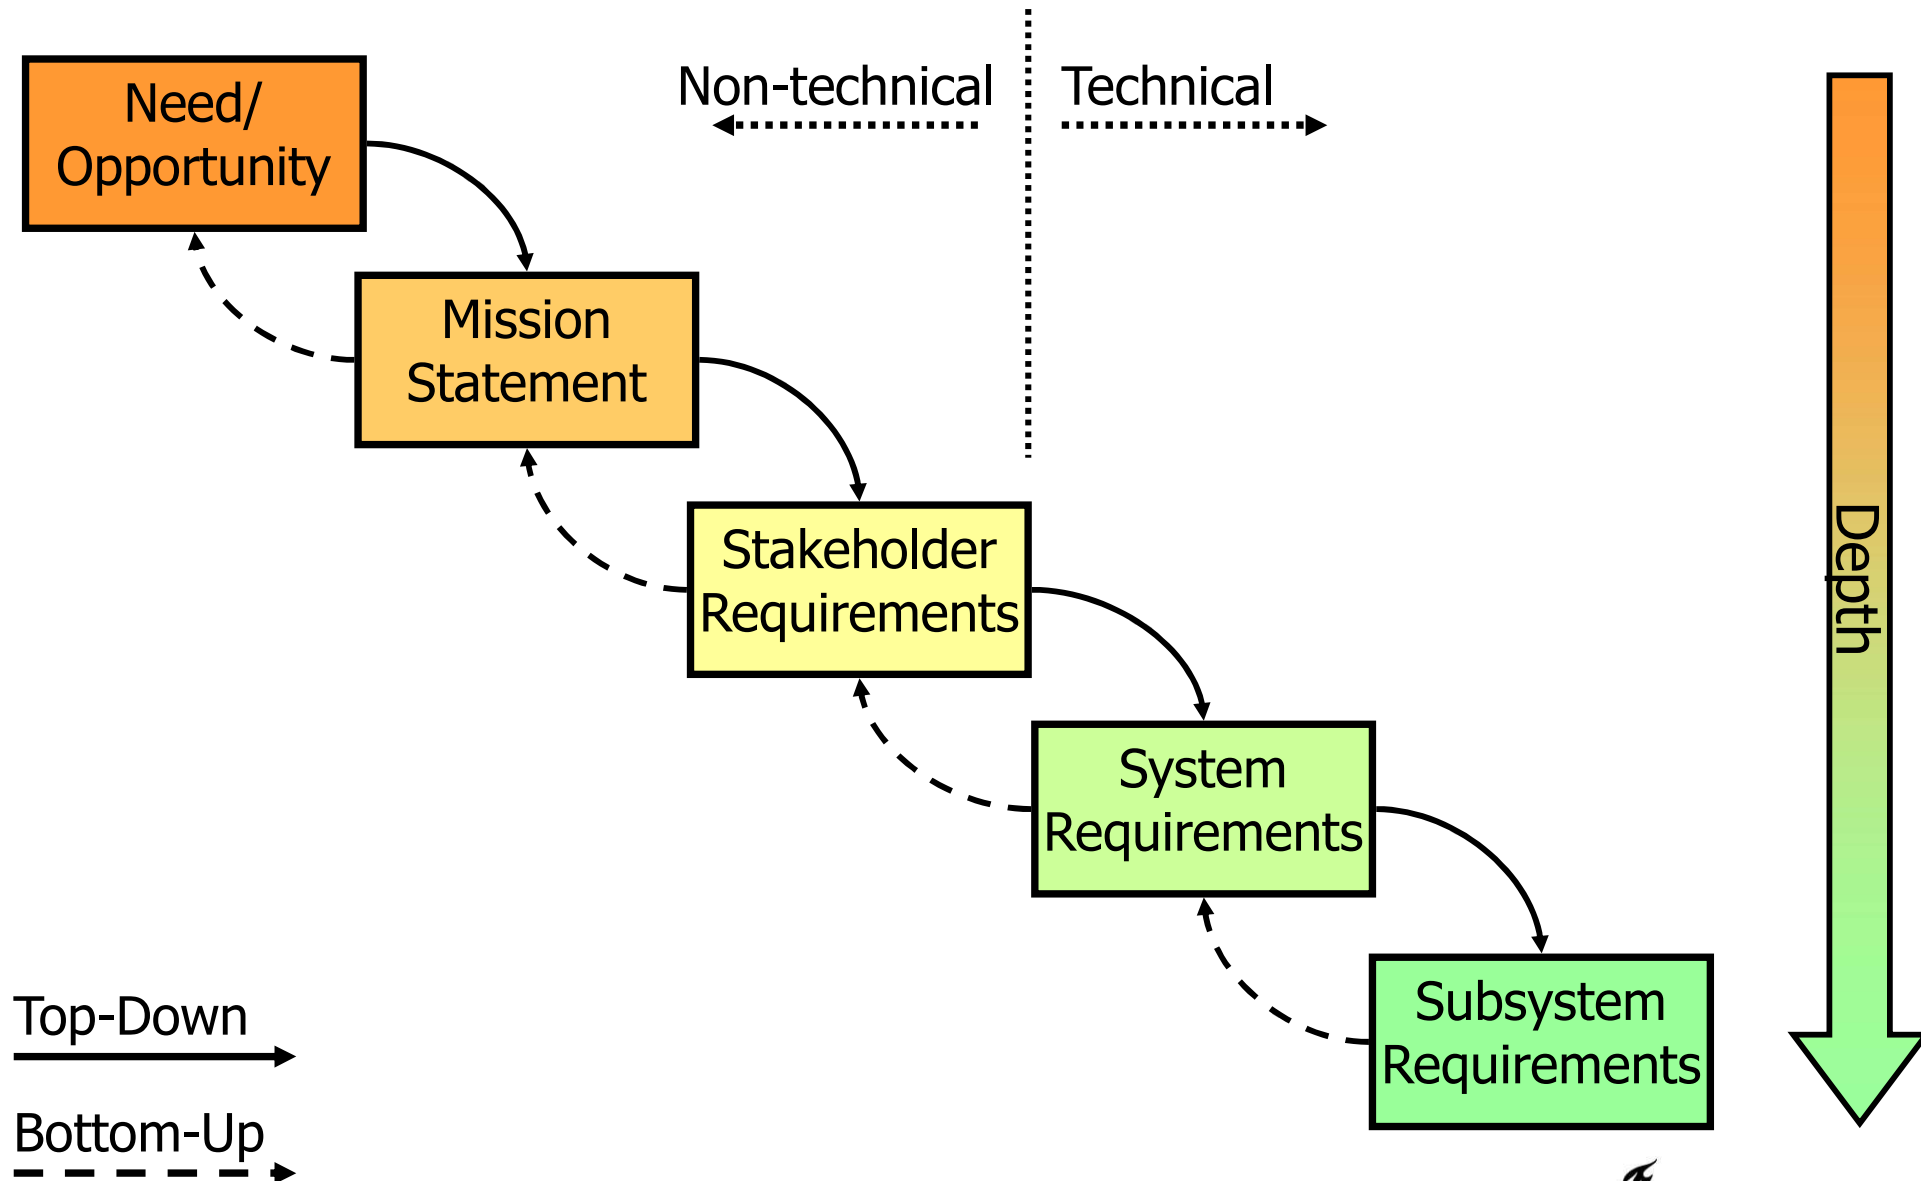 Need/
Opportunity
Non-technical
Technical
Mission
Statement
Stakeholder
Requirements
System
Requirements
Subsystem
Requirements
Depth
Top-Down
Bottom-Up